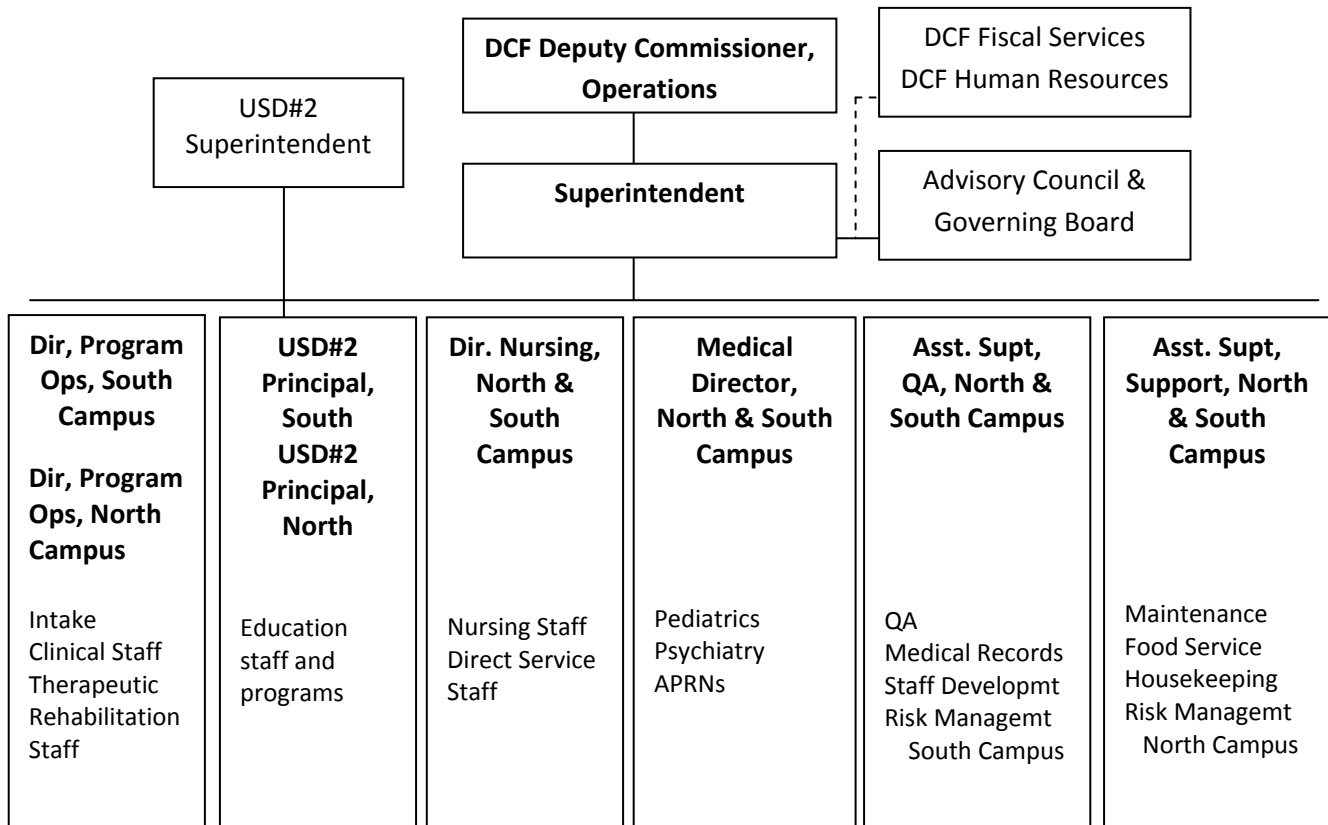 DCF Deputy Commissioner,
Operations
DCF Fiscal Services
DCF Human Resources
USD#2
Superintendent
Superintendent
Advisory Council &
Governing Board
Dir, Program
Ops, South
Campus
Dir, Program
Ops, North
Campus
Intake
Clinical Staff
Therapeutic
Rehabilitation
Staff
USD#2
Principal,
South
USD#2
Principal,
North
Education
staff and
programs
Dir. Nursing,
North &
South
Campus
Nursing Staff
Direct Service
Staff
Medical
Director,
North & South
Campus
Pediatrics
Psychiatry
APRNs
Asst. Supt,
QA, North &
South Campus
QA
Medical Records
Staff Developmt
Risk Managemt
South Campus
Asst. Supt,
Support, North
& South
Campus
Maintenance
Food Service
Housekeeping
Risk Managemt
North Campus